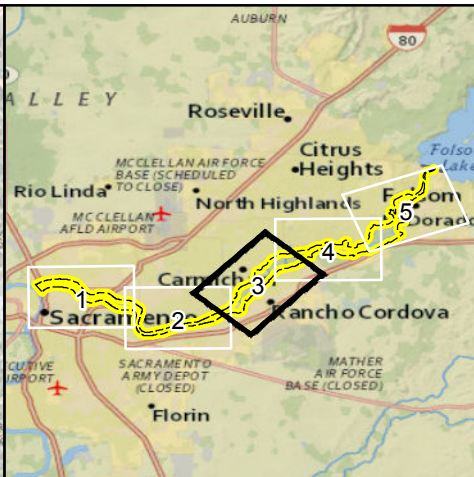 AUBURN
80
ALLEY
Roseville
Citrus
Heights
MCCLELLAN AIR FORCE
BASE (SCHEDULED
TO CLOSE)
Folso
Lake
Rio Linda
North Highlands
MCCLELLAN
AFLD AIRPORT
5
Dorado
4
Carmich
3
1
Sacramento
2
Rancho Cordova
CUTIVE
IRPORT
SACRAMENTO
ARMY DEPOT
(CLOSED)
MATHER
AIR FORCE
BASE (CLOSED)
Florin